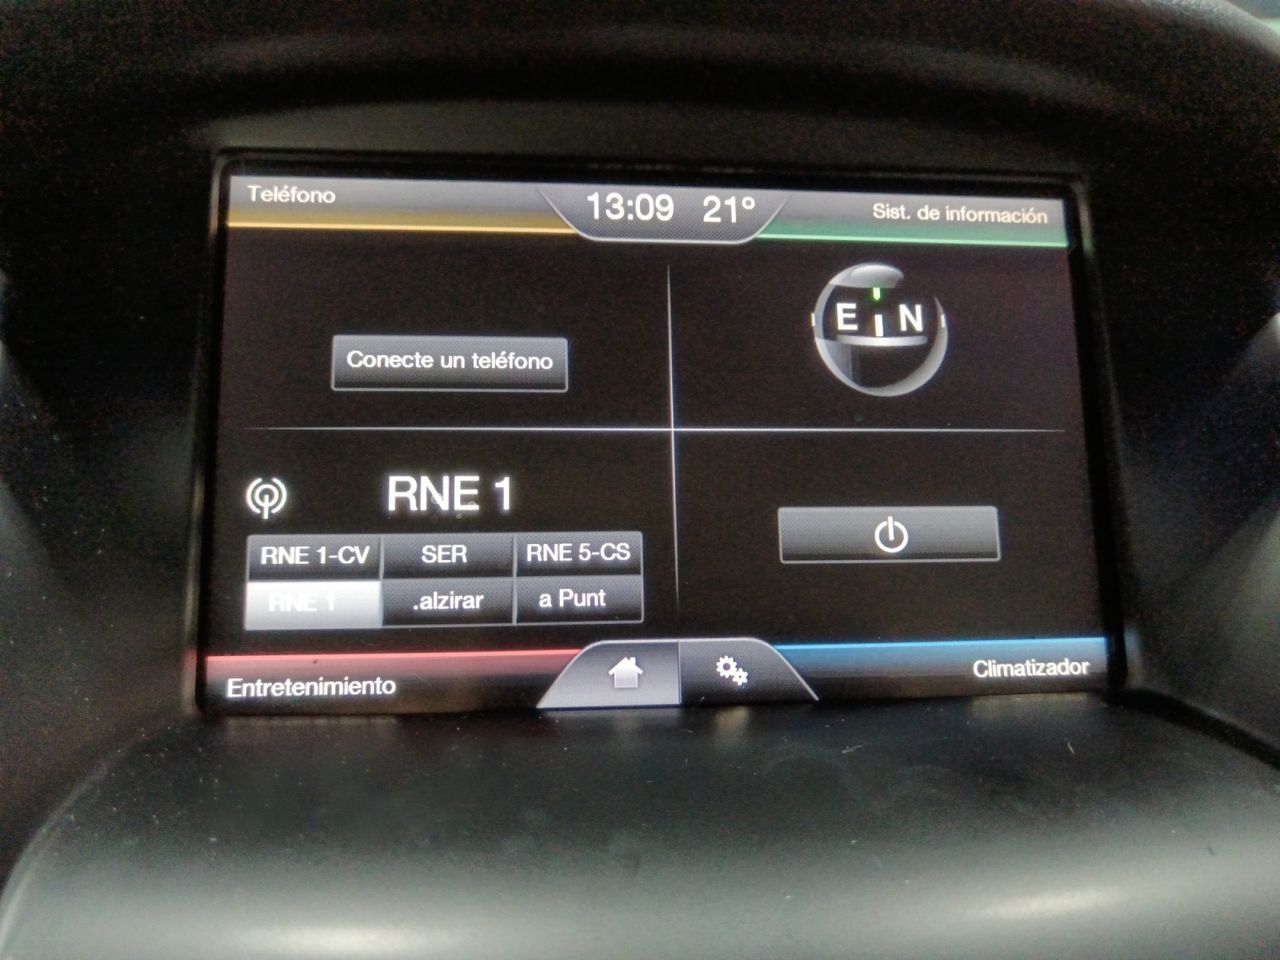 Teléfono
13:09 21°
Sist. de información
E N
Conecte un teléfono
RNE 1
RNE 1-CV SER RNE 5-CS
RNE 1 .alzirar a Punt
Entretenimiento
Climatizador